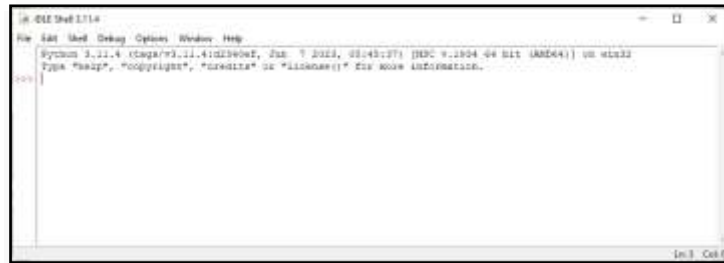 IDLE Shell 3.11.4
File Edit Shell Debug Options Window Help
Python 3.11.4 (tags/v3.11.4:d2340ef, Jun 7 2023, 05:45:37) [MSC v.1934 64 bit (AMD64)] on win32
Type "help", "copyright", "credits" or "license()" for more information.
>>>
Ln: 3 Col: 0